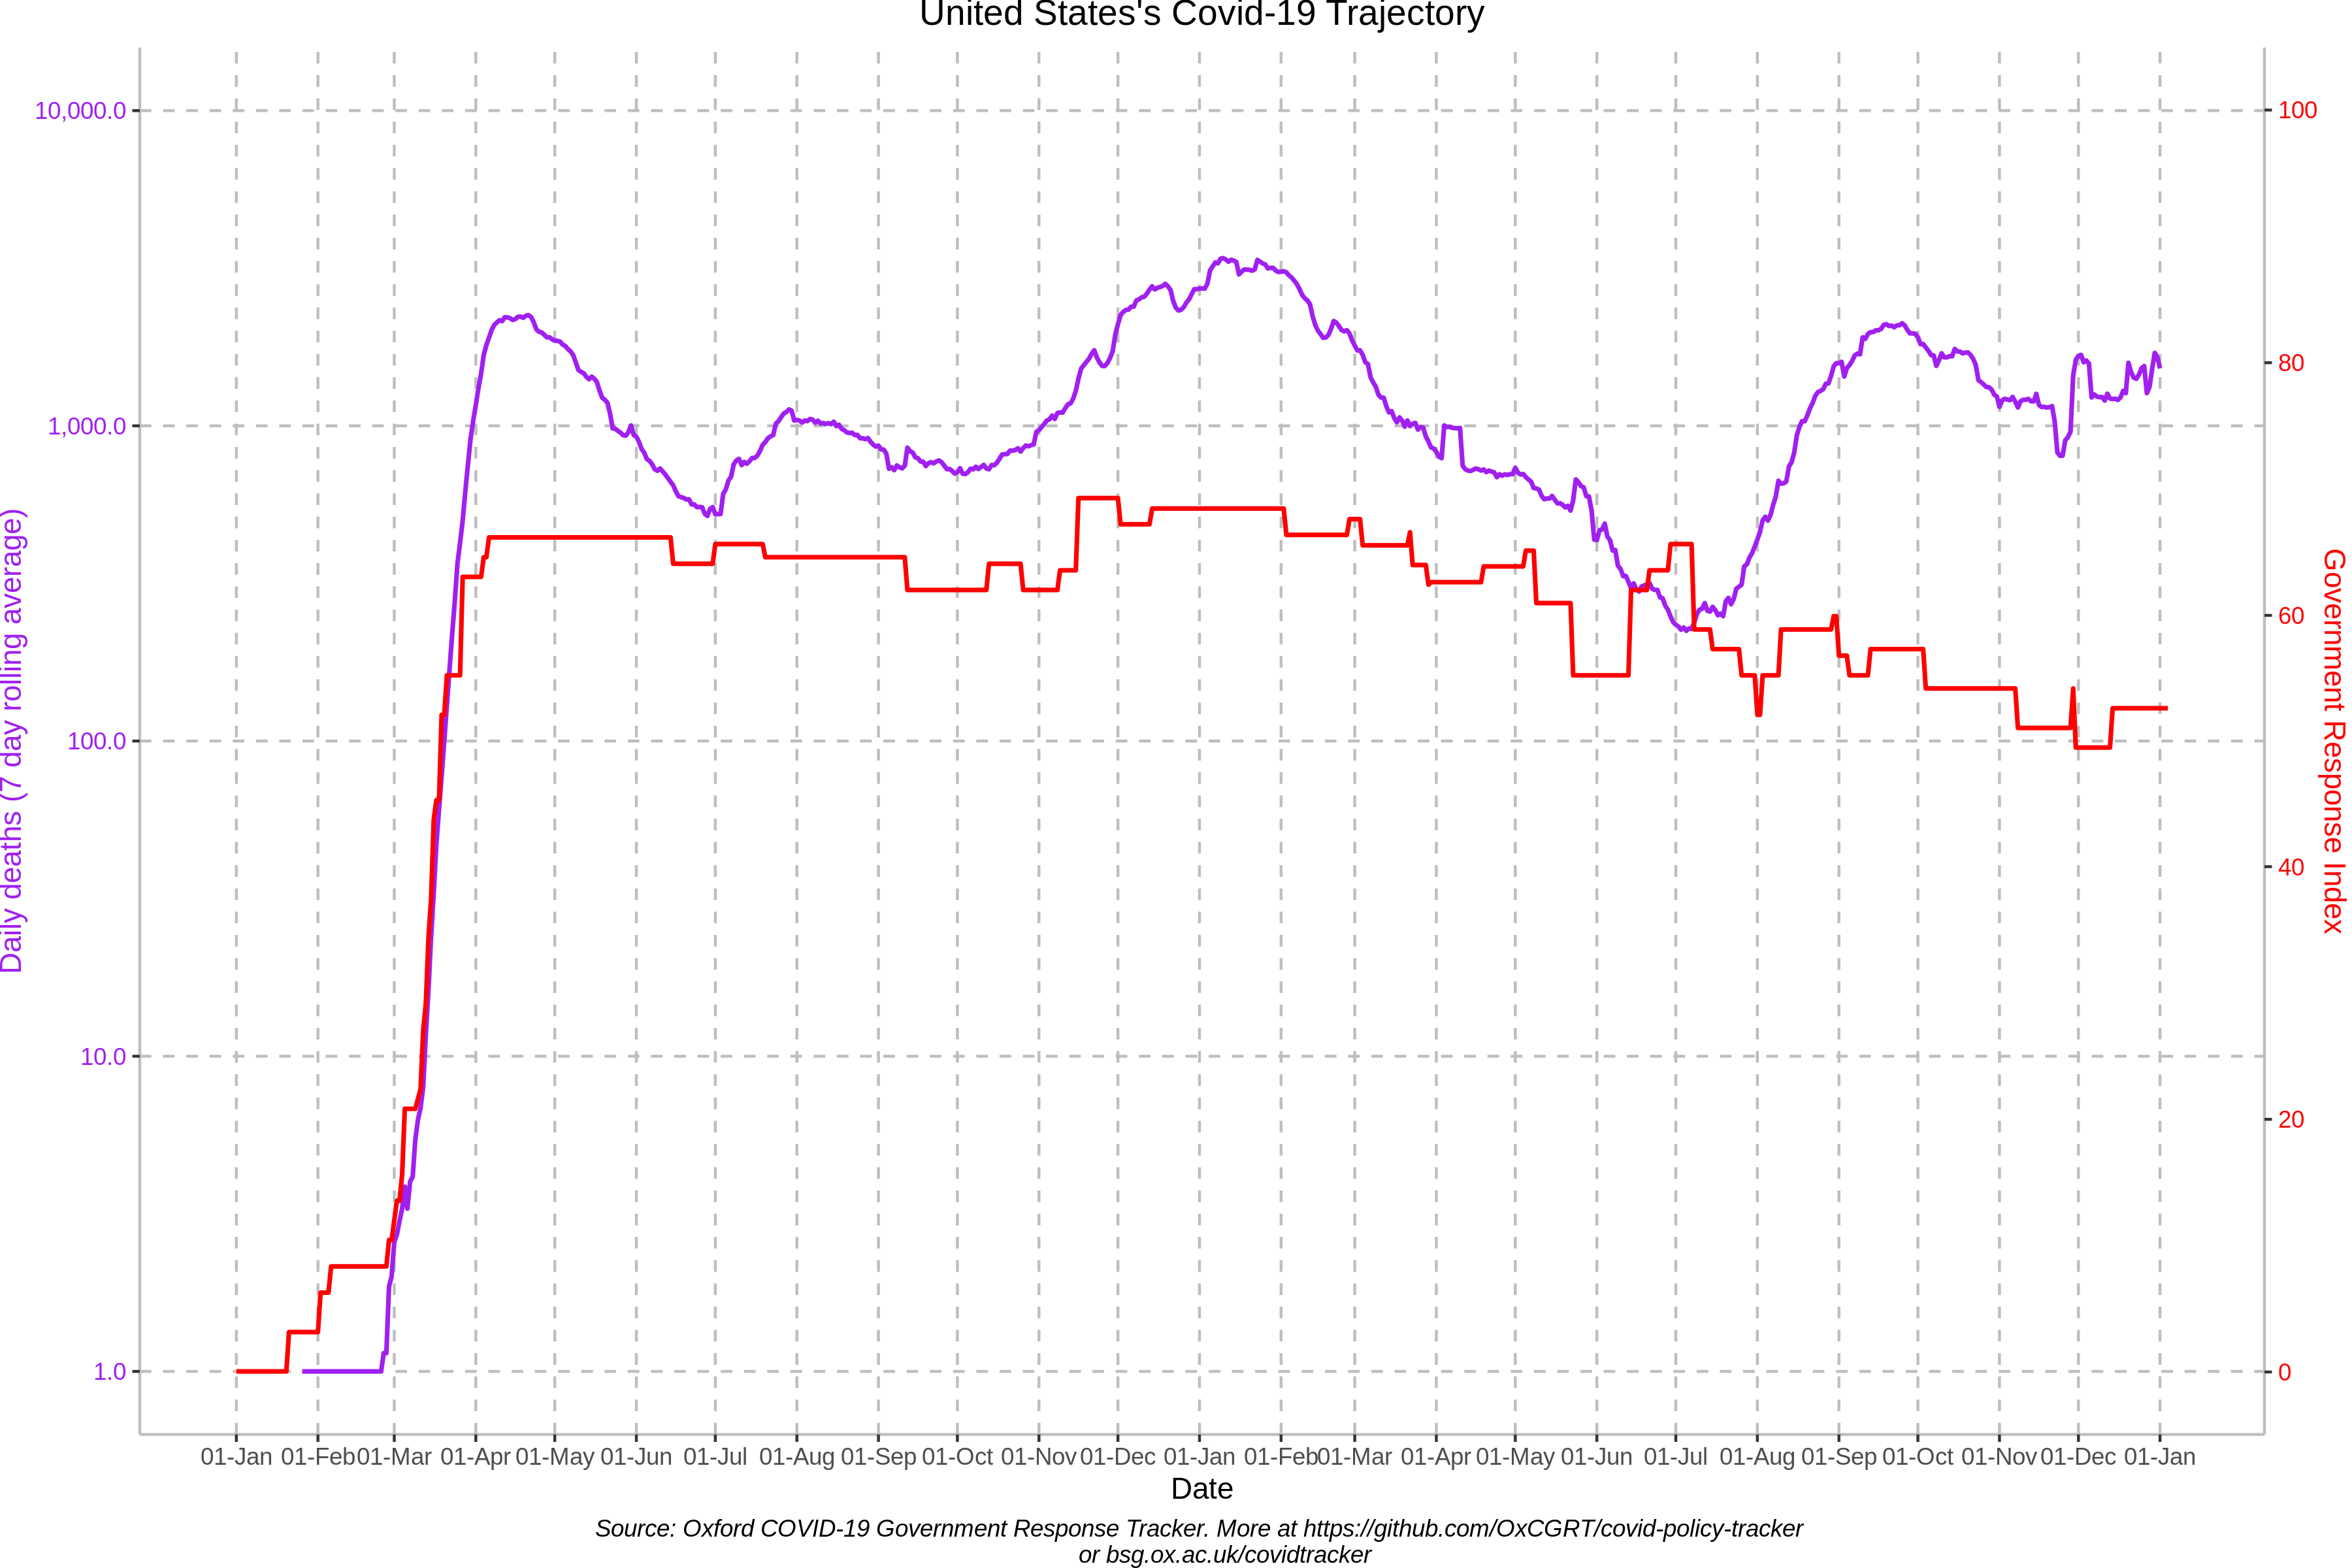 United States's Covid-19 Trajectory
10,000.0
1,000.0
100.0
10.0
1.0
Daily deaths (7 day rolling average)
100
80
60
40
20
0
Government Response Index
01-Jan 01-Feb 01-Mar 01-Apr 01-May 01-Jun 01-Jul 01-Aug 01-Sep 01-Oct 01-Nov 01-Dec 01-Jan 01-Feb 01-Mar 01-Apr 01-May 01-Jun 01-Jul 01-Aug 01-Sep 01-Oct 01-Nov 01-Dec 01-Jan
Date
Source: Oxford COVID-19 Government Response Tracker. More at https://github.com/OxCGRT/covid-policy-tracker
or bsg.ox.ac.uk/covidtracker